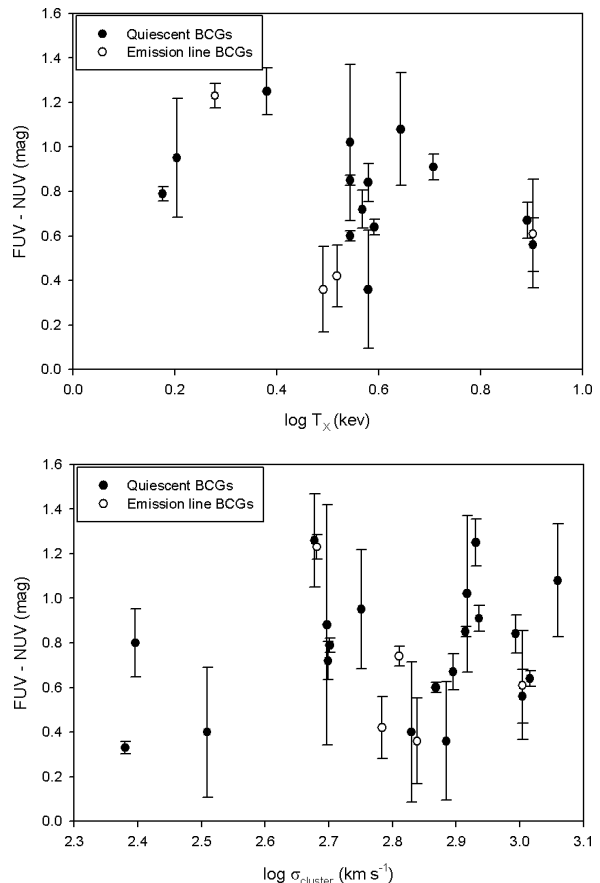 Quiescent BCGs
Emission line BCGs
1.6
1.4
1.2
1.0
0.8
0.6
0.4
0.2
0.0
FUV - NUV (mag)
0.0 0.2 0.4 0.6 0.8 1.0
log T_X (kev)
Quiescent BCGs
Emission line BCGs
1.6
1.4
1.2
1.0
0.8
0.6
0.4
0.2
0.0
FUV - NUV (mag)
2.3 2.4 2.5 2.6 2.7 2.8 2.9 3.0 3.1
log σ_cluster (km s⁻¹)